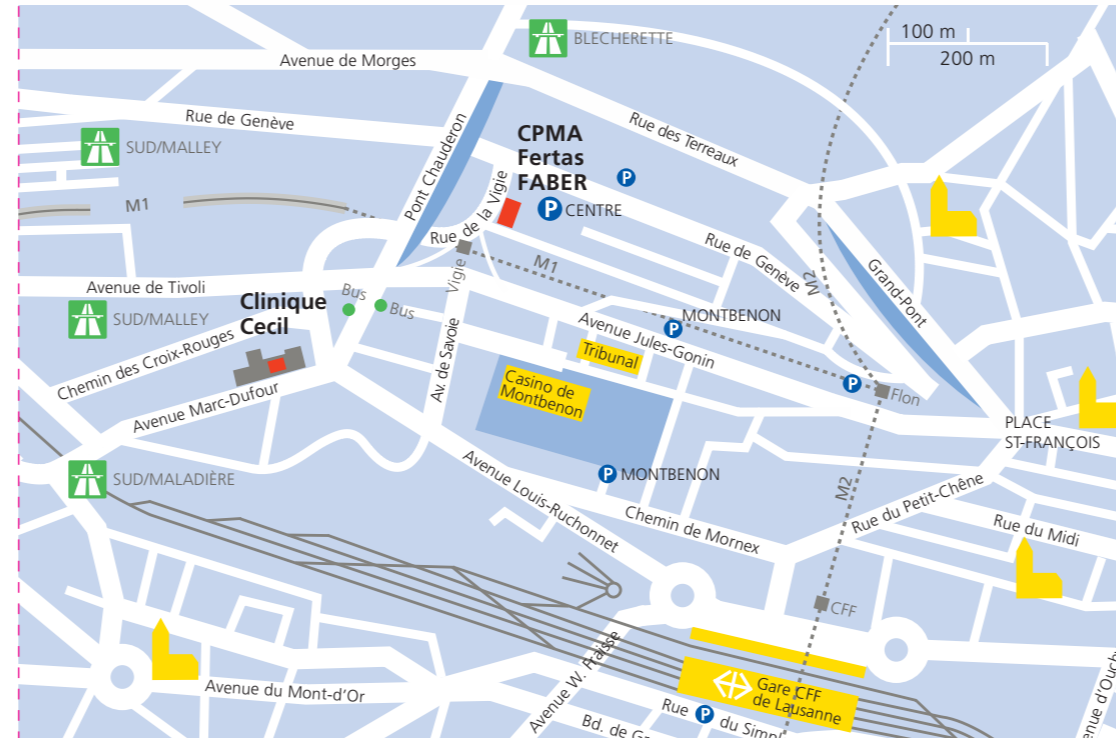 BLECHERETTE
100 m
200 m
Avenue de Morges
Rue de Genève
Rue des Terreaux
SUD/MALLEY
CPMA
Fertas
FABER
Pont Chauderon
P
P CENTRE
M1
Rue de la Vigie
Vigie
M1
Rue de Genève
M2
Grand-Pont
Avenue de Tivoli
Bus
Bus
Clinique
Cecil
SUD/MALLEY
MONTBENON
P
Avenue Jules-Gonin
Tribunal
Chemin des Croix-Rouges
Av. de Savoie
Casino de
Montbenon
P
Flon
Avenue Marc-Dufour
PLACE
ST-FRANÇOIS
SUD/MALADIÈRE
P MONTBENON
Avenue Louis-Ruchonnet
M2
Rue du Petit-Chêne
Chemin de Mornex
Rue du Midi
CFF
Avenue W. Fraisse
Avenue du Mont-d'Or
Gare CFF
de Lausanne
Rue P du Simpl
Bd. de G
enue d'Ouchy